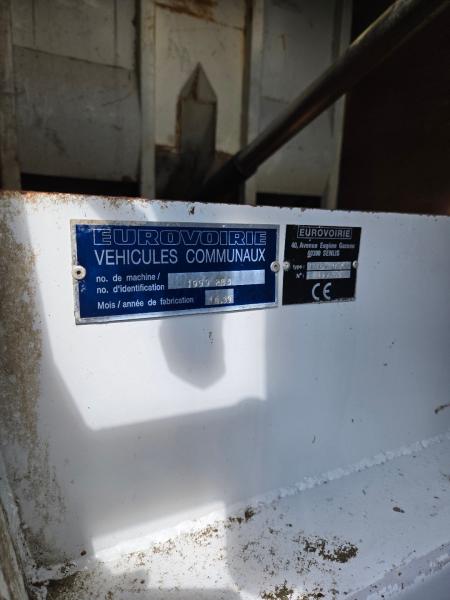 EUROVOIRIE
VEHICULES COMMUNAUX
no. de machine/
no. d'identification
Mois/année de fabrication
EUROVOIRIE
40, Avenue Eugène Gazeau
60300 SENLIS
type:
N°:
CE